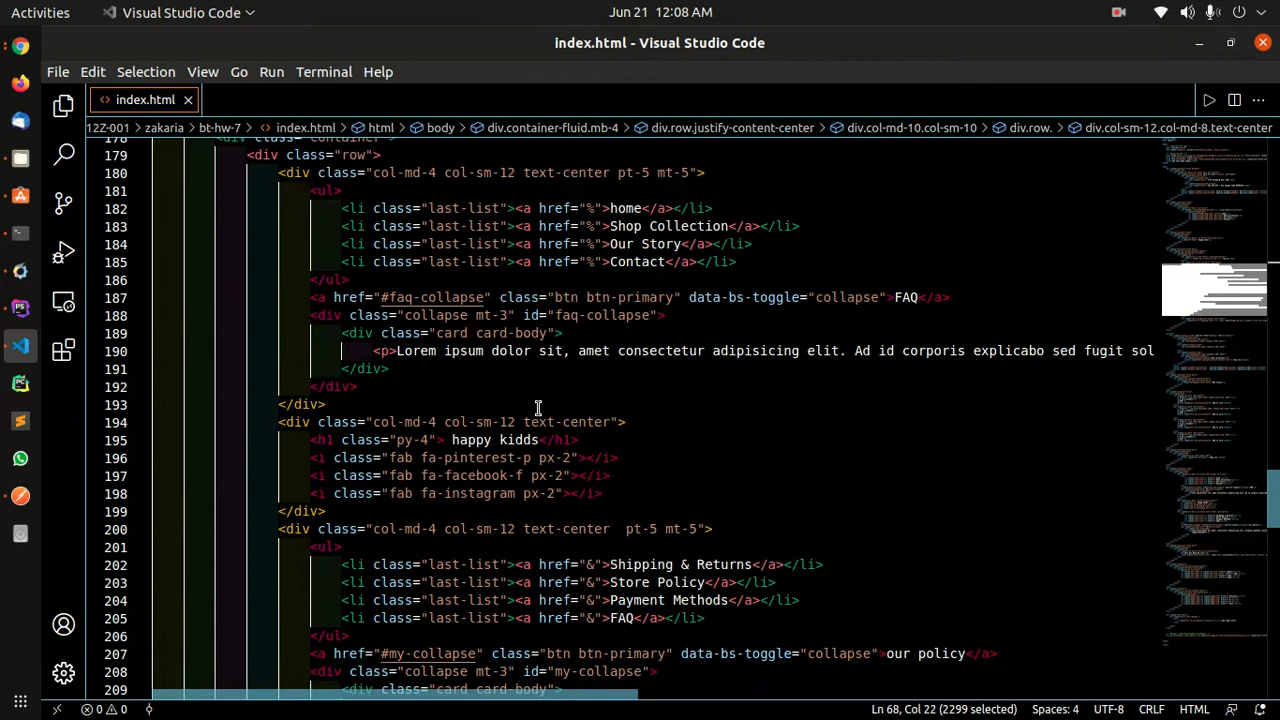 Activities
Visual Studio Code
Jun 21 12:08 AM
index.html - Visual Studio Code
File Edit Selection View Go Run Terminal Help
index.html
12Z-001 > zakaria > bt-hw-7 > index.html > html > body > div.container-fluid.mb-4 > div.row.justify-content-center > div.col-md-10.col-sm-10 > div.row. > div.col-sm-12.col-md-8.text-center
178 <div class="container">
179 <div class="row">
180 <div class="col-md-4 col-sm-12 text-center pt-5 mt-5">
181 <ul>
182 <li class="last-list"><a href="%">home</a></li>
183 <li class="last-list"><a href="%">Shop Collection</a></li>
184 <li class="last-list"><a href="%">Our Story</a></li>
185 <li class="last-list"><a href="%">Contact</a></li>
186 </ul>
187 <a href="#faq-collapse" class="btn btn-primary" data-bs-toggle="collapse">FAQ</a>
188 <div class="collapse mt-3" id="faq-collapse">
189 <div class="card card-body">
190 <p>Lorem ipsum dolor sit, amet consectetur adipisicing elit. Ad id corporis explicabo sed fugit sol
191 </div>
192 </div>
193 </div>
194 <div class="col-md-4 col-sm-12 text-center">
195 <h1 class="py-4"> happy kidds</h1>
196 <i class="fab fa-pinterest px-2"></i>
197 <i class="fab fa-facebook px-2"></i>
198 <i class="fab fa-instagram px-2"></i>
199 </div>
200 <div class="col-md-4 col-sm-12 text-center  pt-5 mt-5">
201 <ul>
202 <li class="last-list"><a href="&">Shipping & Returns</a></li>
203 <li class="last-list"><a href="&">Store Policy</a></li>
204 <li class="last-list"><a href="&">Payment Methods</a></li>
205 <li class="last-list"><a href="&">FAQ</a></li>
206 </ul>
207 <a href="#my-collapse" class="btn btn-primary" data-bs-toggle="collapse">our policy</a>
208 <div class="collapse mt-3" id="my-collapse">
209 <div class="card card-body">
0 0
Ln 68, Col 22 (2299 selected) Spaces: 4 UTF-8 CRLF HTML